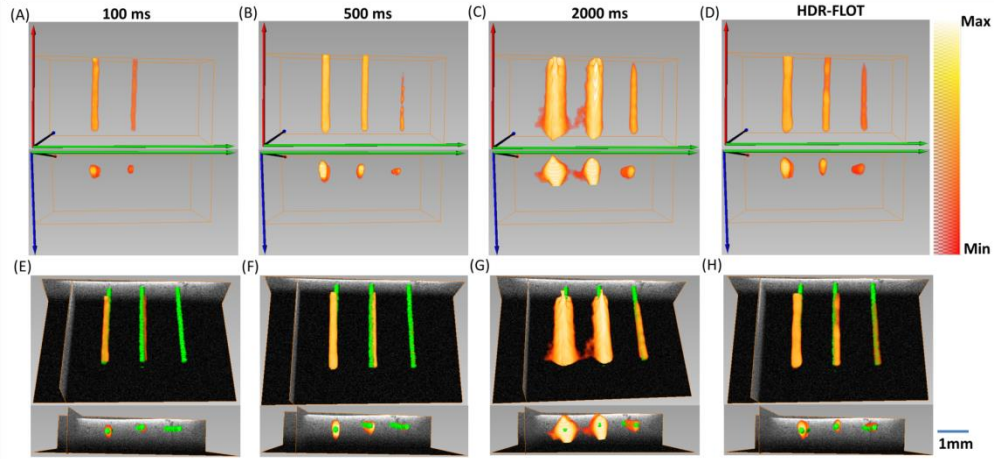 (A) 100 ms (B) 500 ms (C) 2000 ms (D) HDR-FLOT Max
Min
(E) (F) (G) (H)
1mm